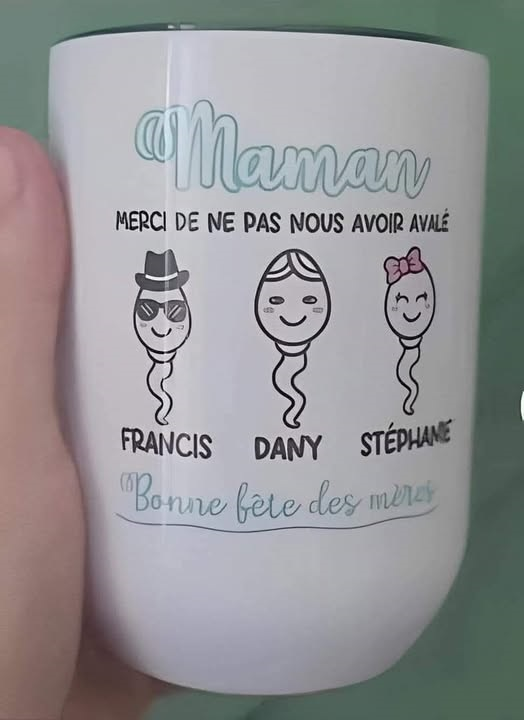 Maman
MERCI DE NE PAS NOUS AVOIR AVALÉ
FRANCIS DANY STÉPHANIE
Bonne fête des mères